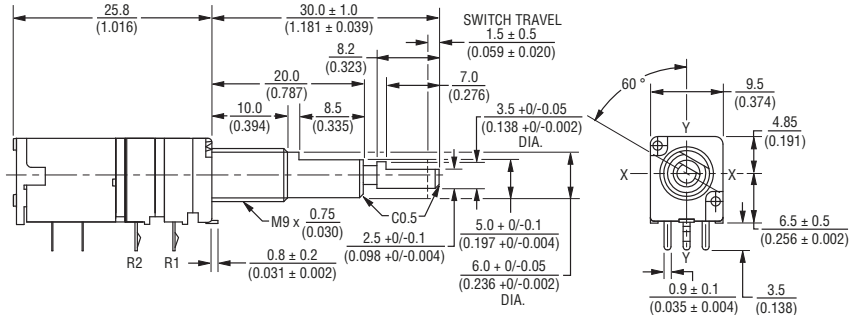 25.8
(1.016)
30.0 ± 1.0
(1.181 ± 0.039)
SWITCH TRAVEL
1.5 ± 0.5
(0.059 ± 0.020)
8.2
(0.323)
20.0
(0.787)
7.0
(0.276)
10.0
(0.394)
8.5
(0.335)
3.5 +0/-0.05
(0.138 +0/-0.002)
DIA.
60 °
9.5
(0.374)
4.85
(0.191)
Y
X
X
Y
C0.5
M9 x 0.75
(0.030)
5.0 + 0/-0.1
(0.197 +0/-0.004)
2.5 +0/-0.1
(0.098 +0/-0.004)
6.5 ± 0.5
(0.256 ± 0.002)
R2
R1
0.8 ± 0.2
(0.031 ± 0.002)
6.0 + 0/-0.05
(0.236 +0/-0.002)
DIA.
0.9 ± 0.1
(0.035 ± 0.004)
3.5
(0.138)